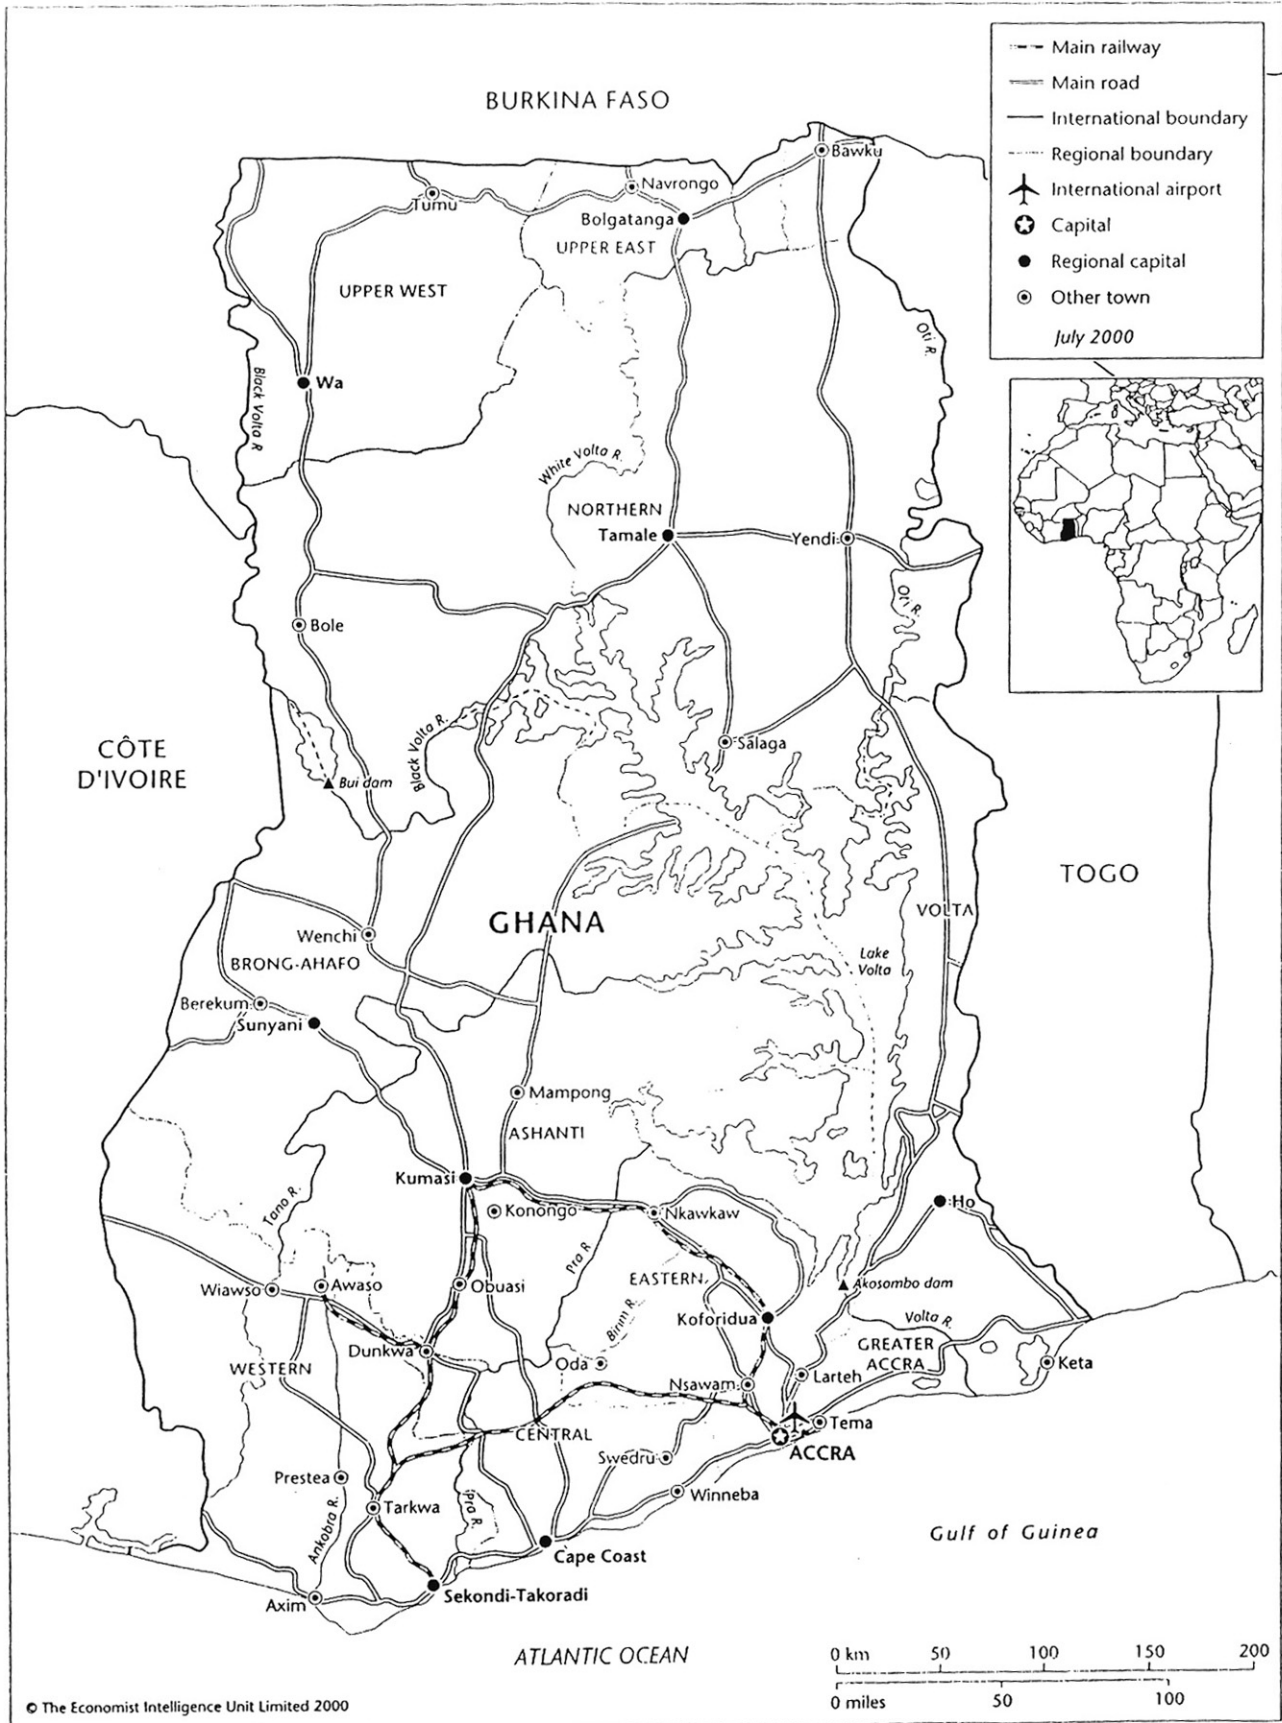 Main railway
Main road
International boundary
Regional boundary
International airport
Capital
Regional capital
Other town
July 2000
BURKINA FASO
Bawku
Navrongo
Tumu
Bolgatanga
UPPER EAST
UPPER WEST
Oti R.
Wa
Black Volta R
White Volta R.
NORTHERN
Tamale
Yendi
Oti R.
Bole
Black Volta R.
Salaga
CÔTE
D'IVOIRE
Bui dam
TOGO
GHANA
VOLTA
Wenchi
BRONG-AHAFO
Lake
Volta
Berekum
Sunyani
Mampong
ASHANTI
Kumasi
Tano R.
Konongo
Nkawkaw
Ho
Pra R
Wiawso
Awaso
Obuasi
EASTERN
Akosombo dam
Birim R.
Koforidua
Volta R.
GREATER
ACCRA
Dunkwa
WESTERN
Oda
Keta
Nsawam
Larteh
Tema
CENTRAL
ACCRA
Swedru
Prestea
Winneba
Tarkwa
Ankobra R.
Pra R.
Cape Coast
Gulf of Guinea
Sekondi-Takoradi
Axim
ATLANTIC OCEAN
0 km 50 100 150 200
0 miles 50 100
© The Economist Intelligence Unit Limited 2000